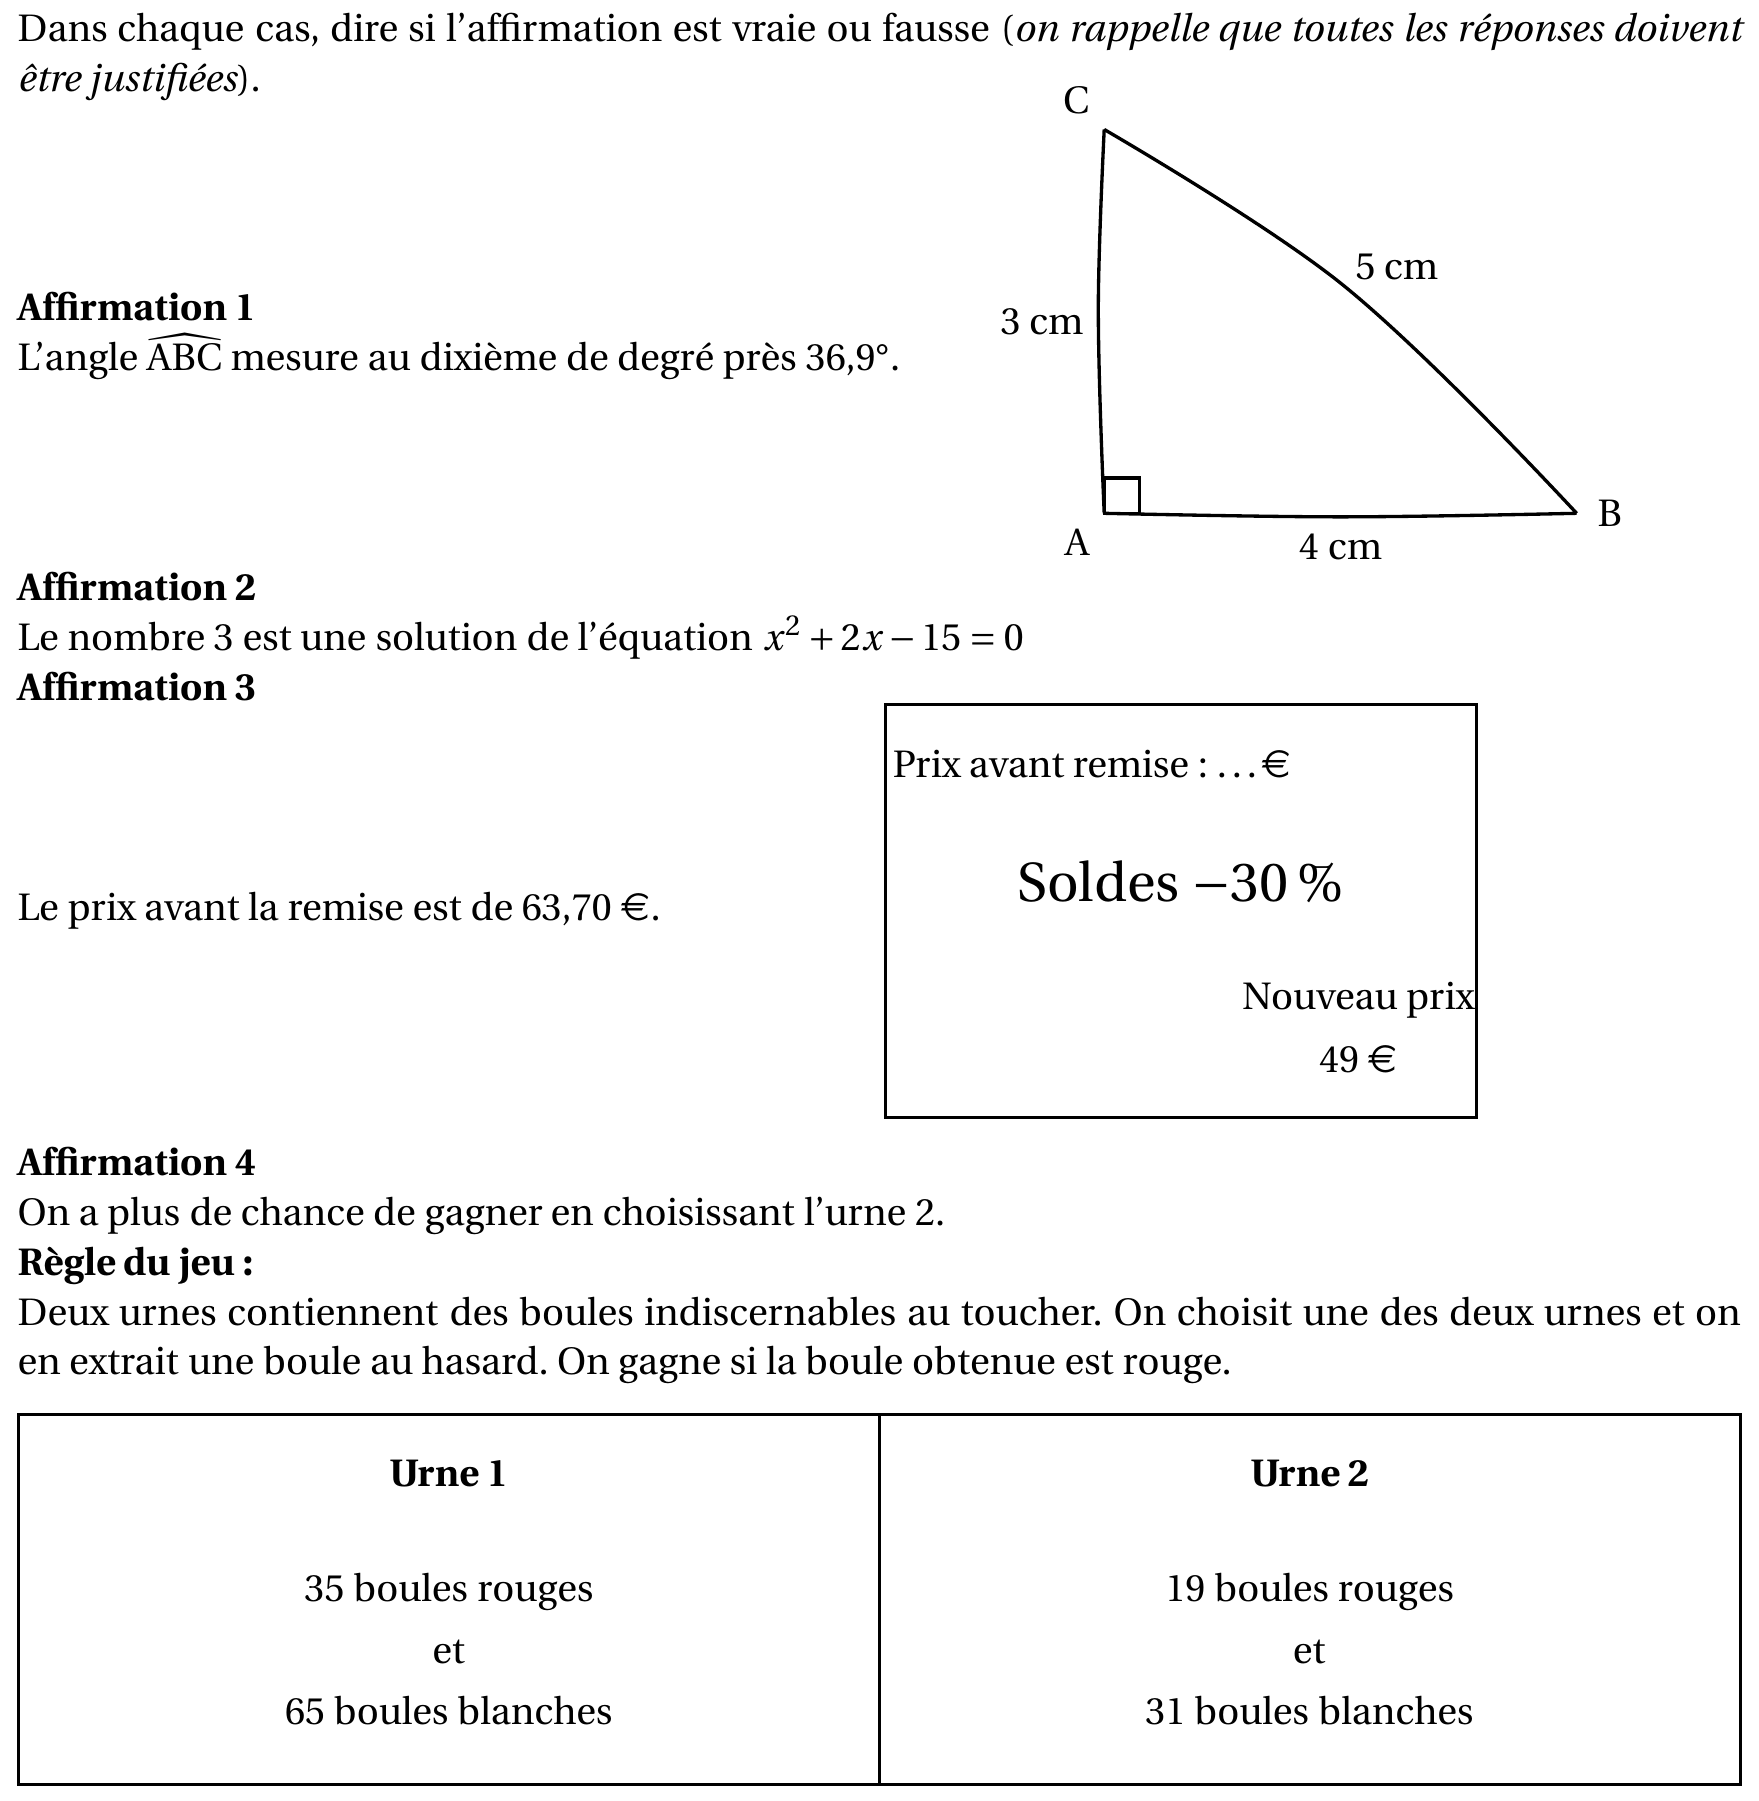 Dans chaque cas, dire si l’affirmation est vraie ou fausse (on rappelle que toutes les réponses doivent
être justifiées).
C
5 cm
3 cm
Affirmation 1
L’angle ABC mesure au dixième de degré près 36,9°.
B
A
4 cm
Affirmation 2
Le nombre 3 est une solution de l’équation x² + 2x − 15 = 0
Affirmation 3
Prix avant remise : ... €
Soldes −30 %
Le prix avant la remise est de 63,70 €.
Nouveau prix
49 €
Affirmation 4
On a plus de chance de gagner en choisissant l’urne 2.
Règle du jeu :
Deux urnes contiennent des boules indiscernables au toucher. On choisit une des deux urnes et on
en extrait une boule au hasard. On gagne si la boule obtenue est rouge.
Urne 1
35 boules rouges
et
65 boules blanches
Urne 2
19 boules rouges
et
31 boules blanches